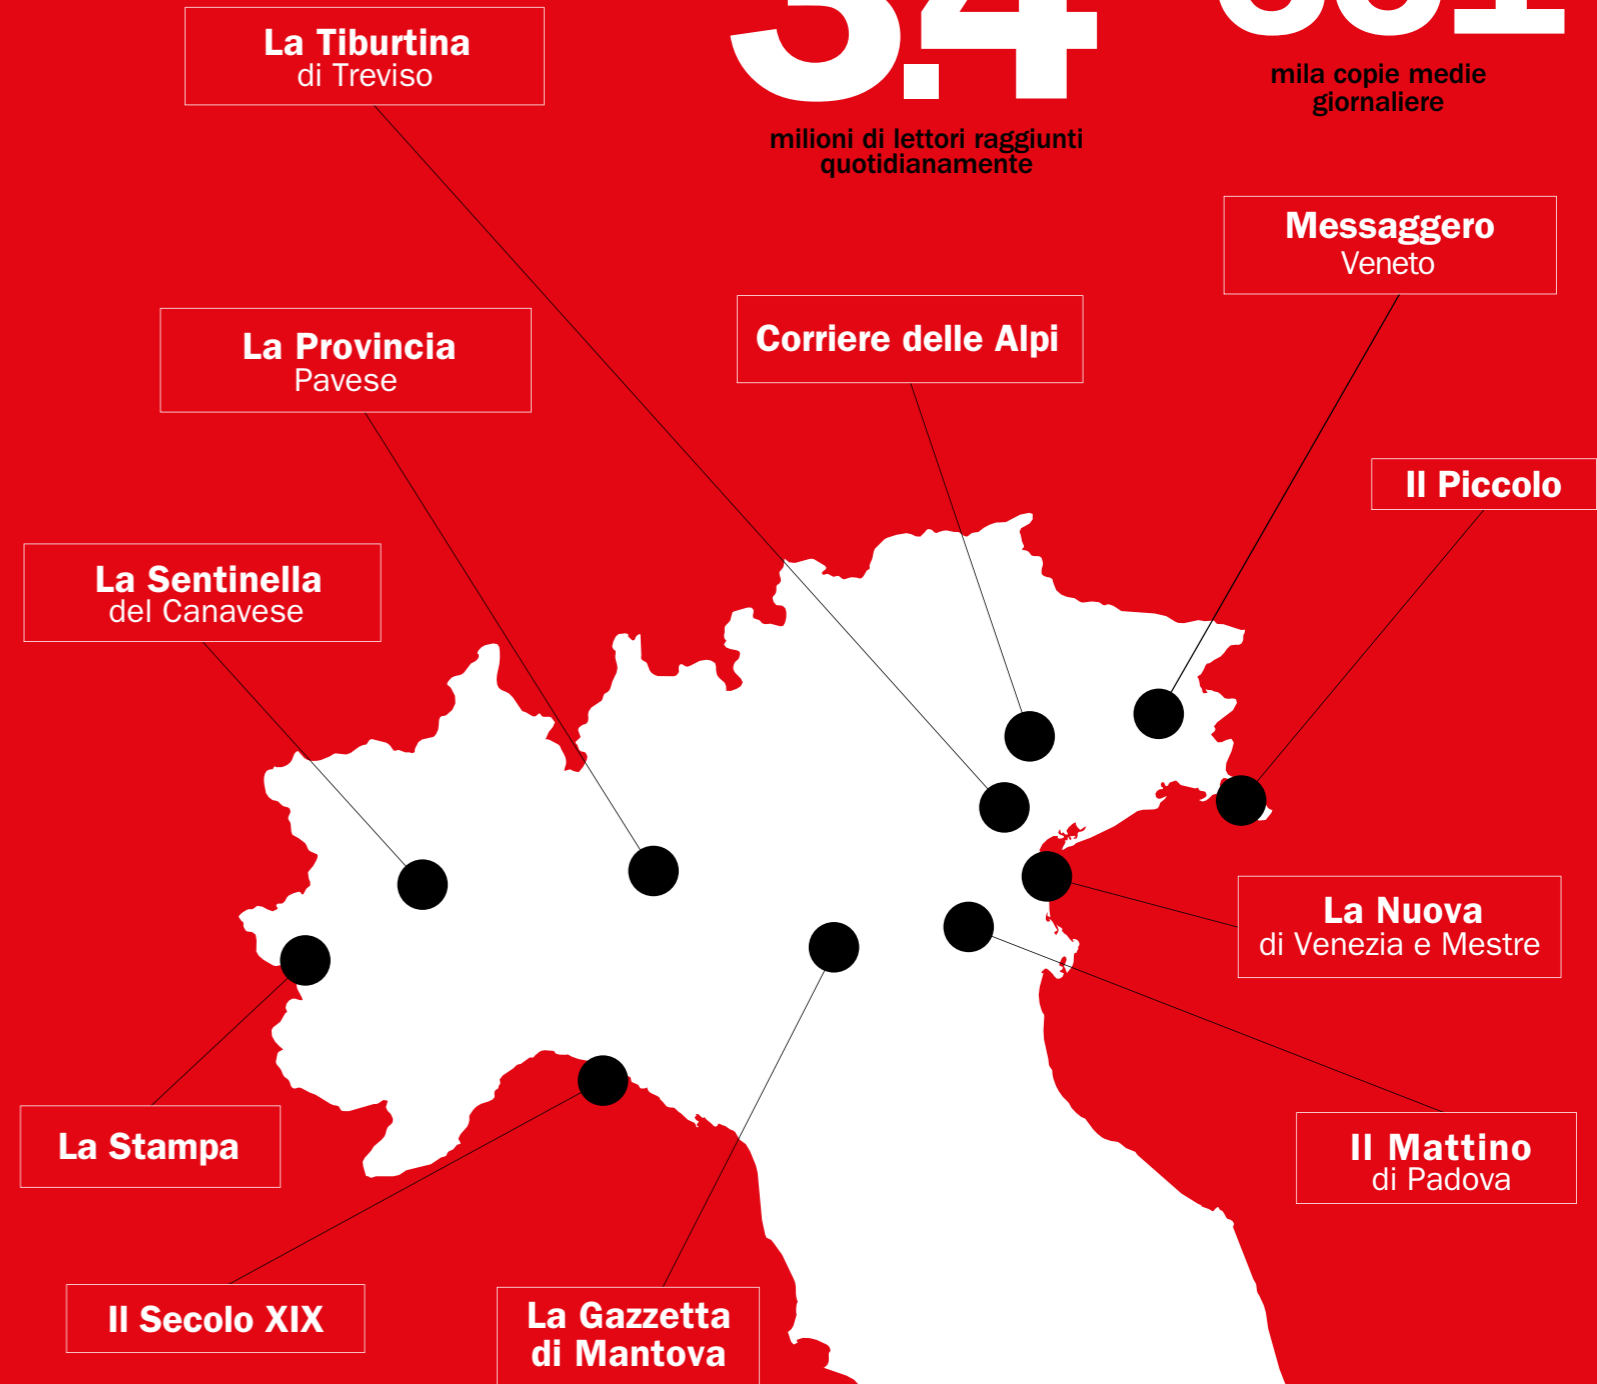 La Tiburtina
di Treviso
3.4
milioni di lettori raggiunti
quotidianamente
mila copie medie
giornaliere
Messaggero
Veneto
La Provincia
Pavese
Corriere delle Alpi
Il Piccolo
La Sentinella
del Canavese
La Nuova
di Venezia e Mestre
La Stampa
Il Mattino
di Padova
Il Secolo XIX
La Gazzetta
di Mantova